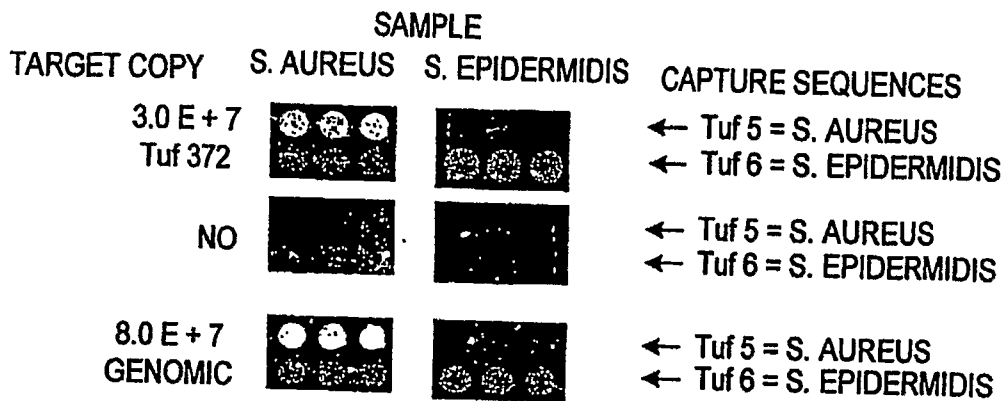 SAMPLE
TARGET COPY S. AUREUS S. EPIDERMIDIS CAPTURE SEQUENCES
3.0 E + 7 ← Tuf 5 = S. AUREUS
Tuf 372 ← Tuf 6 = S. EPIDERMIDIS
NO ← Tuf 5 = S. AUREUS
← Tuf 6 = S. EPIDERMIDIS
8.0 E + 7 ← Tuf 5 = S. AUREUS
GENOMIC ← Tuf 6 = S. EPIDERMIDIS